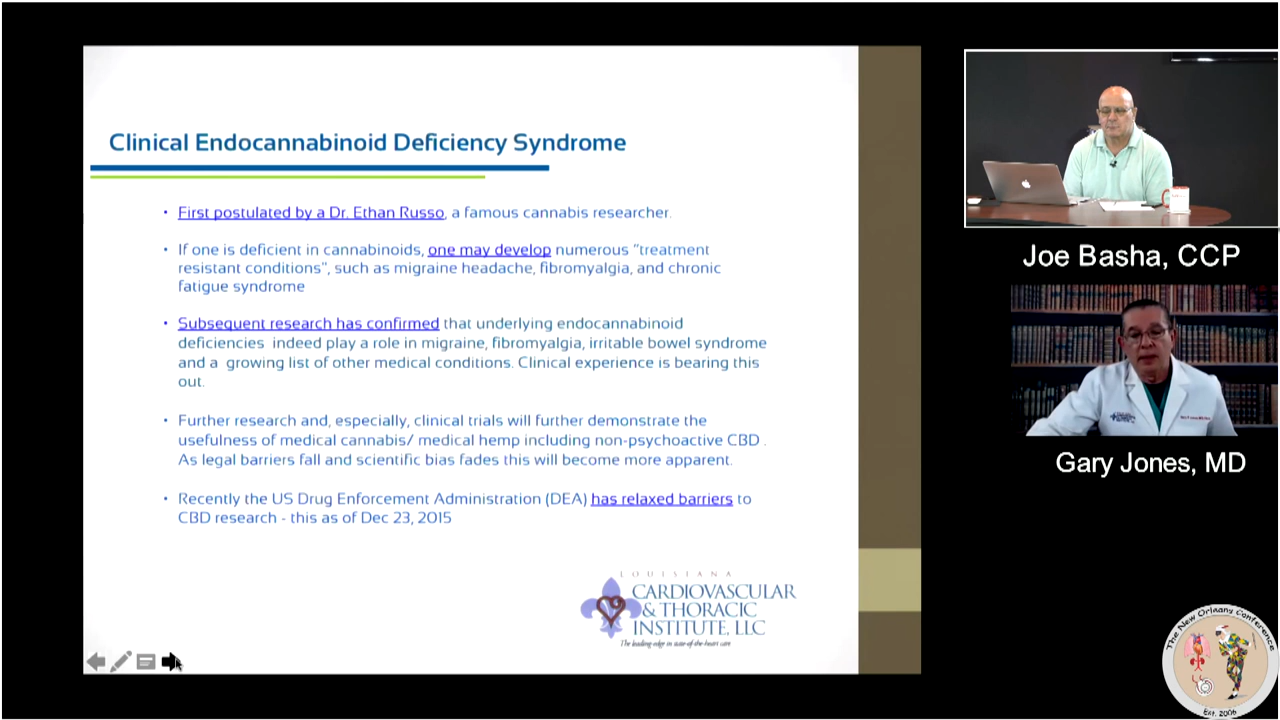 Clinical Endocannabinoid Deficiency Syndrome
• First postulated by a Dr. Ethan Russo, a famous cannabis researcher.
• If one is deficient in cannabinoids, one may develop numerous "treatment
resistant conditions", such as migraine headache, fibromyalgia, and chronic
fatigue syndrome
• Subsequent research has confirmed that underlying endocannabinoid
deficiencies indeed play a role in migraine, fibromyalgia, irritable bowel syndrome
and a growing list of other medical conditions. Clinical experience is bearing this
out.
• Further research and, especially, clinical trials will further demonstrate the
usefulness of medical cannabis/ medical hemp including non-psychoactive CBD .
As legal barriers fall and scientific bias fades this will become more apparent.
• Recently the US Drug Enforcement Administration (DEA) has relaxed barriers to
CBD research - this as of Dec 23, 2015
LOUISIANA
CARDIOVASCULAR
& THORACIC
INSTITUTE, LLC
The leading edge in state-of-the-heart care
Joe Basha, CCP
Gary Jones, MD
The New Orlaany Conference
Est. 2006